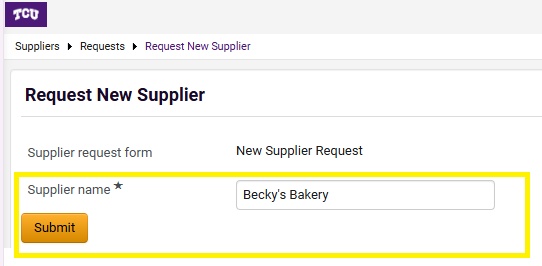 TCU
Suppliers ▶ Requests ▶ Request New Supplier
Request New Supplier
Supplier request form New Supplier Request
Supplier name ★ Becky's Bakery
Submit